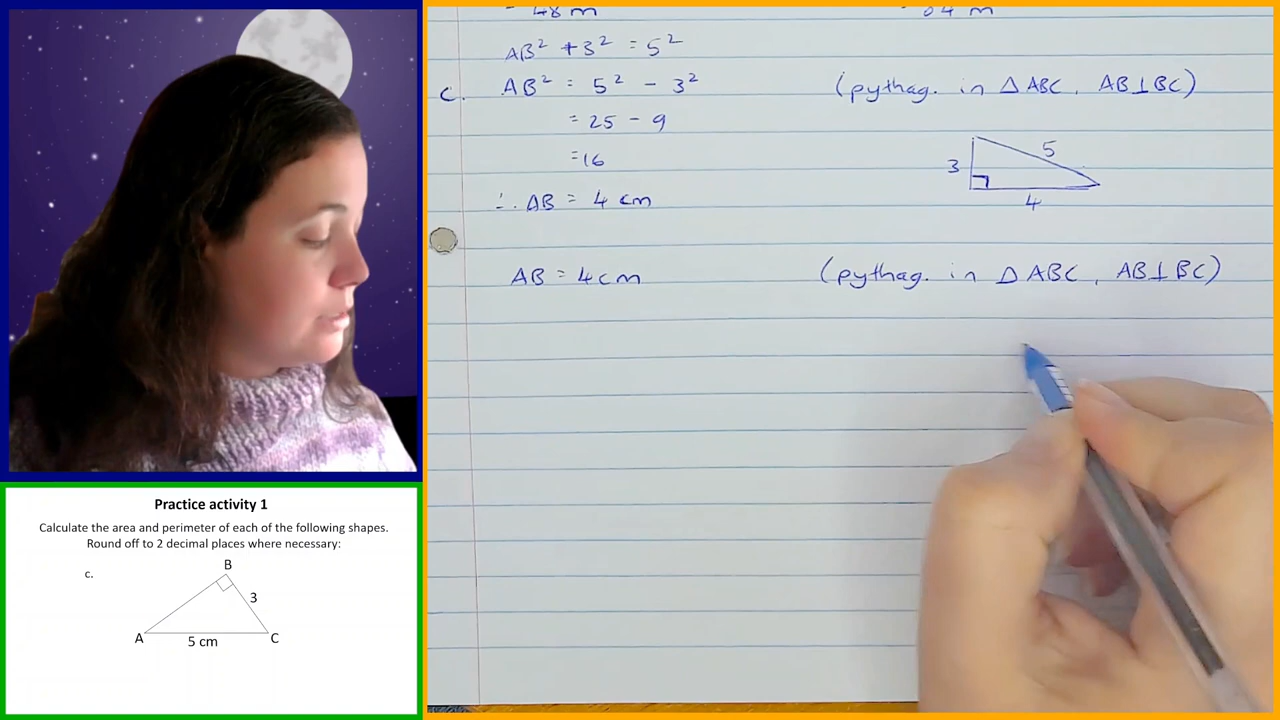 = 48 m
AB² + 3² = 5²
c. AB² = 5² - 3² (pythag. in △ABC, AB⊥BC)
= 25 - 9
= 16
3
5
4
∴ AB = 4 cm
AB = 4cm (pythag. in △ABC, AB⊥BC)
Practice activity 1
Calculate the area and perimeter of each of the following shapes.
Round off to 2 decimal places where necessary:
c.
B
3
A
5 cm
C